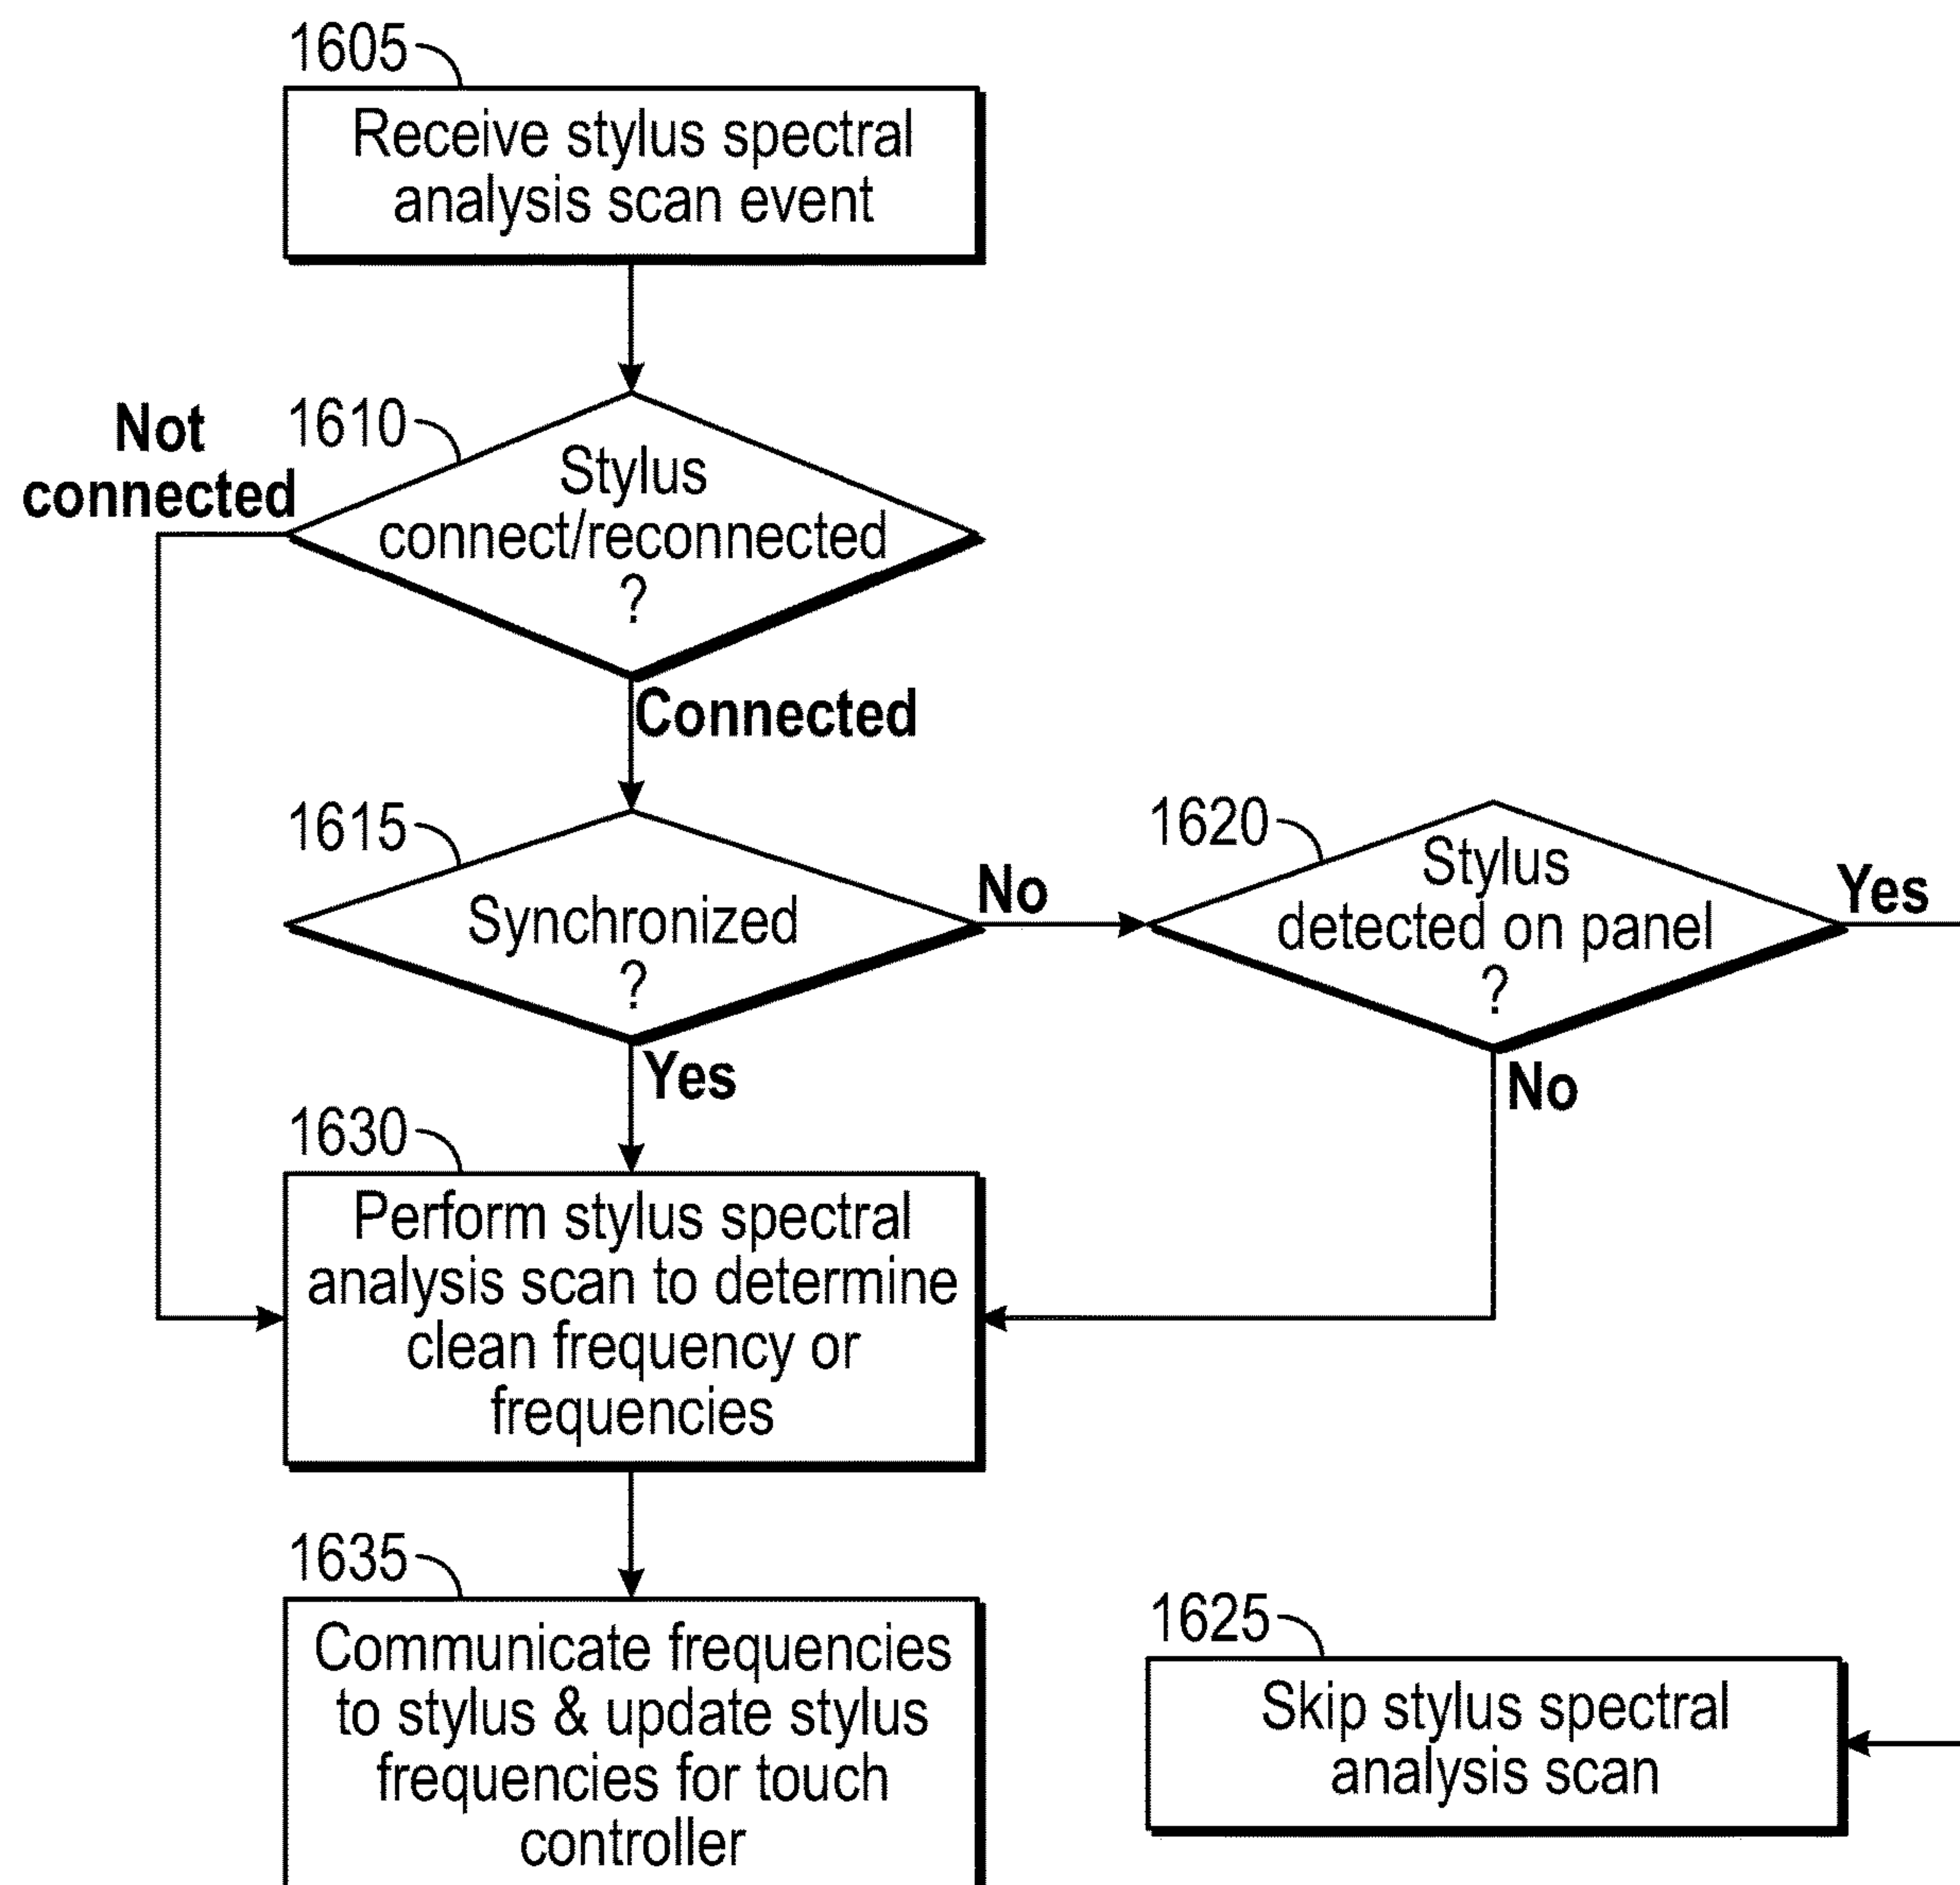 1605
Receive stylus spectral
analysis scan event
Not
connected
1610
Stylus
connect/reconnected
?
Connected
1615
Synchronized
?
No
1620
Stylus
detected on panel
?
Yes
Yes
No
1630
Perform stylus spectral
analysis scan to determine
clean frequency or
frequencies
1635
Communicate frequencies
to stylus & update stylus
frequencies for touch
controller
1625
Skip stylus spectral
analysis scan